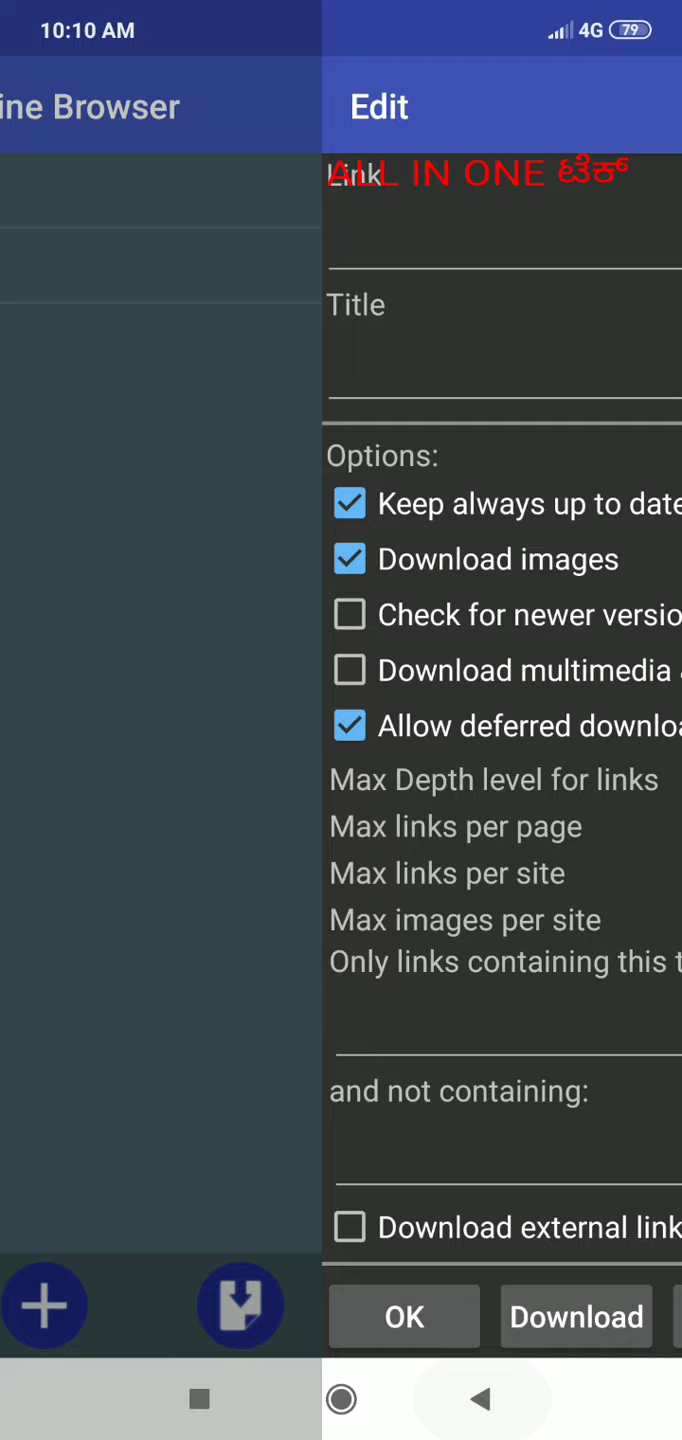 10:10 AM
4G 79
ine Browser
Edit
Link
ALL IN ONE
Title
Options:
Keep always up to date
Download images
Check for newer versio
Download multimedia
Allow deferred downloa
Max Depth level for links
Max links per page
Max links per site
Max images per site
Only links containing this t
and not containing:
Download external link
OK
Download